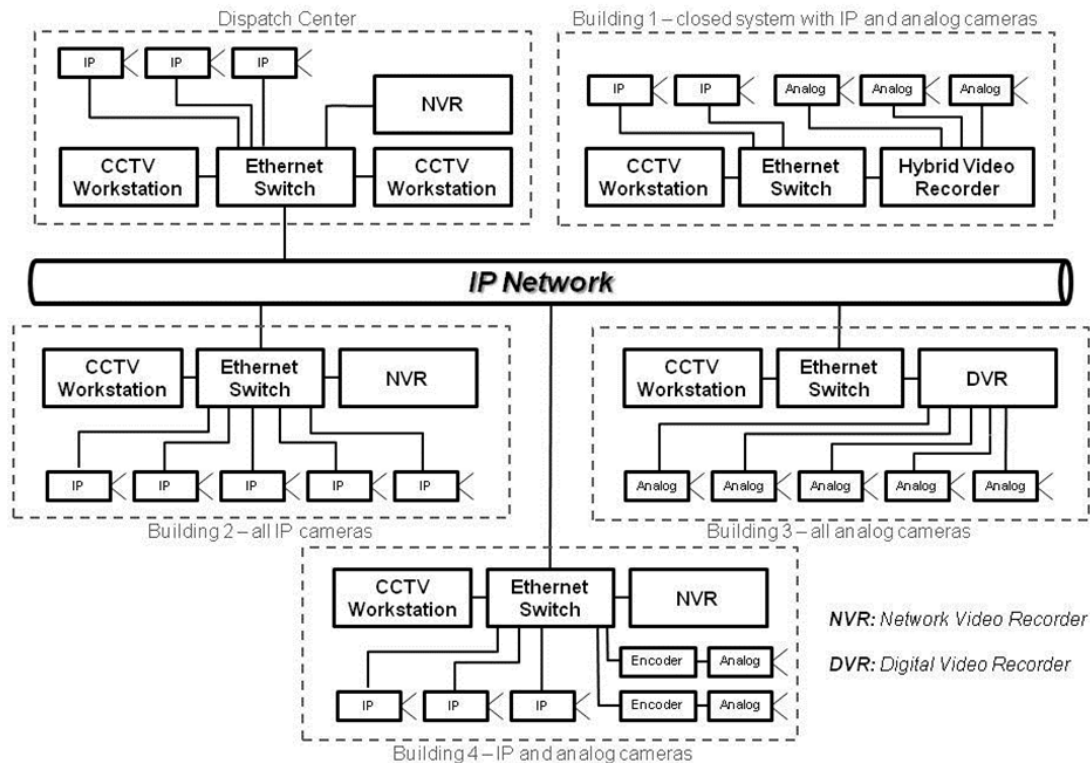 Dispatch Center
IP IP IP
NVR
CCTV
Workstation
Ethernet
Switch
CCTV
Workstation
Building 1 – closed system with IP and analog cameras
IP IP Analog Analog Analog
CCTV
Workstation
Ethernet
Switch
Hybrid Video
Recorder
IP Network
CCTV
Workstation
Ethernet
Switch
NVR
IP IP IP IP IP
Building 2 – all IP cameras
CCTV
Workstation
Ethernet
Switch
DVR
Analog Analog Analog Analog Analog
Building 3 – all analog cameras
CCTV
Workstation
Ethernet
Switch
NVR
Encoder Analog
IP IP IP Encoder Analog
Building 4 – IP and analog cameras
NVR: Network Video Recorder
DVR: Digital Video Recorder